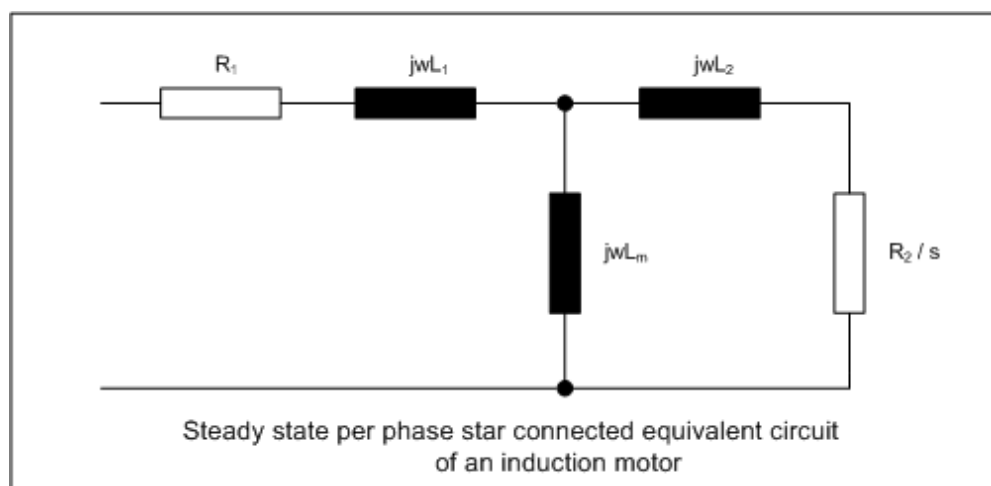 R₁ jwL₁ jwL₂
jwLₘ R₂ / s
Steady state per phase star connected equivalent circuit
of an induction motor